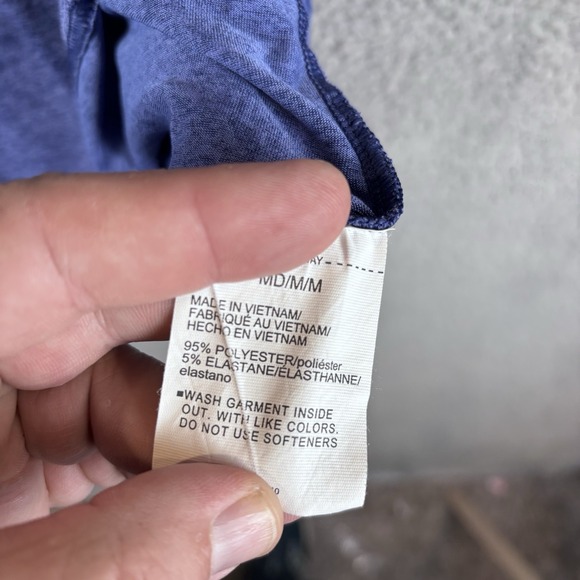 AY
MD/M/M
MADE IN VIETNAM/
FABRIQUÉ AU VIETNAM/
HECHO EN VIETNAM
95% POLYESTER/poliéster
5% ELASTANE/ÉLASTHANNE/
elastano
▪WASH GARMENT INSIDE
OUT. WITH LIKE COLORS.
DO NOT USE SOFTENERS